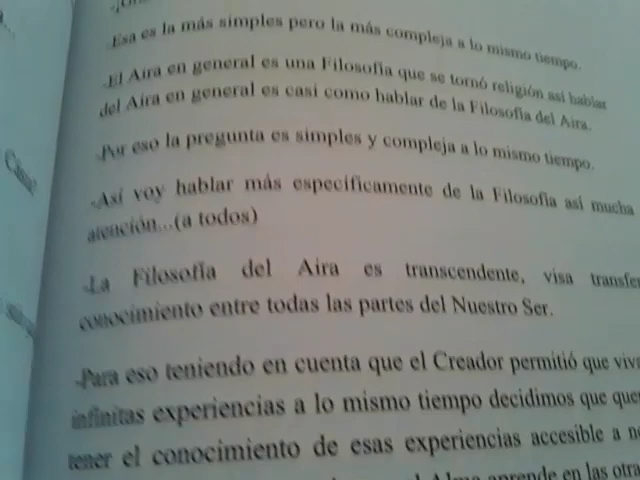 -Esa es la más simples pero la más compleja a lo mismo tiempo.
-El Aira en general es una Filosofía que se tornó religión así hablar
del Aira en general es casi como hablar de la Filosofía del Aira.
-Por eso la pregunta es simples y compleja a lo mismo tiempo.
-Así voy hablar más específicamente de la Filosofía así mucha
atención...(a todos)
-La Filosofía del Aira es transcendente, visa
conocimiento entre todas las partes del Nuestro Ser.
-Para eso teniendo en cuenta que el Creador permitió que
infinitas experiencias a lo mismo tiempo decidimos que
tener el conocimiento de esas experiencias accesible a
Alma aprende en las